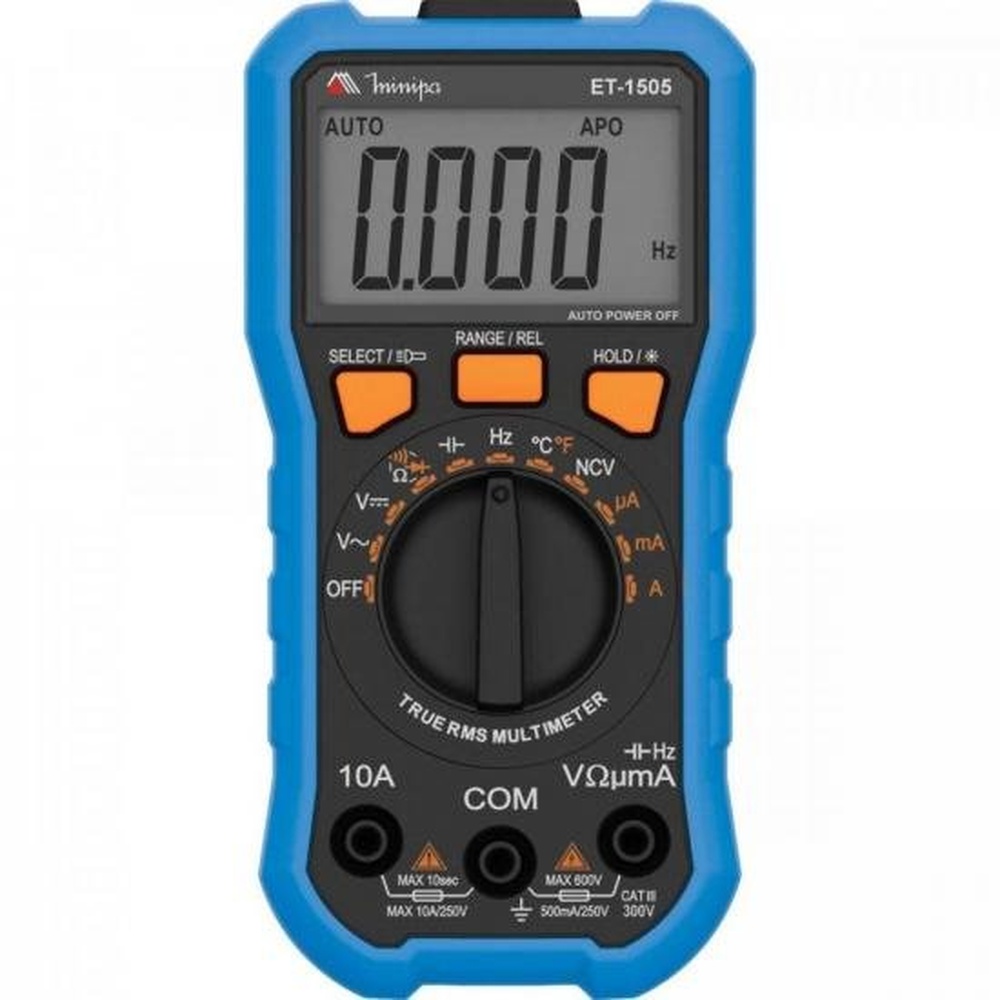 minipa ET-1505
AUTO APO
0.000
Hz
AUTO POWER OFF
SELECT / RANGE / REL HOLD /
Hz °C°F
Ω NCV
V µA
V~ mA
OFF A
TRUE RMS MULTIMETER
Hz
10A COM VΩµmA
MAX 10sec MAX 600V
MAX 10A/250V 500mA/250V
CAT III
300V